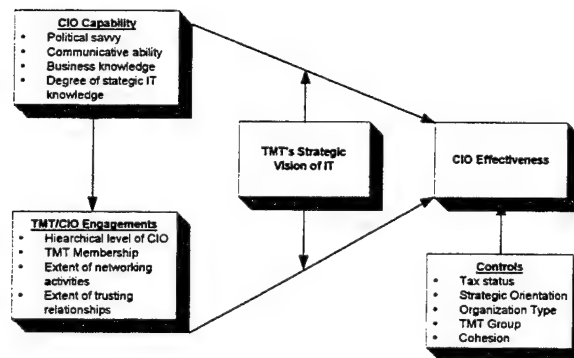 CIO Capability
• Political savvy
• Communicative ability
• Business knowledge
• Degree of stategic IT
knowledge
TMT's Strategic
Vision of IT
CIO Effectiveness
TMT/CIO Engagements
• Hiearchical level of CIO
• TMT Membership
• Extent of networking
activities
• Extent of trusting
relationships
Controls
• Tax status
• Strategic Orientation
• Organization Type
• TMT Group
• Cohesion